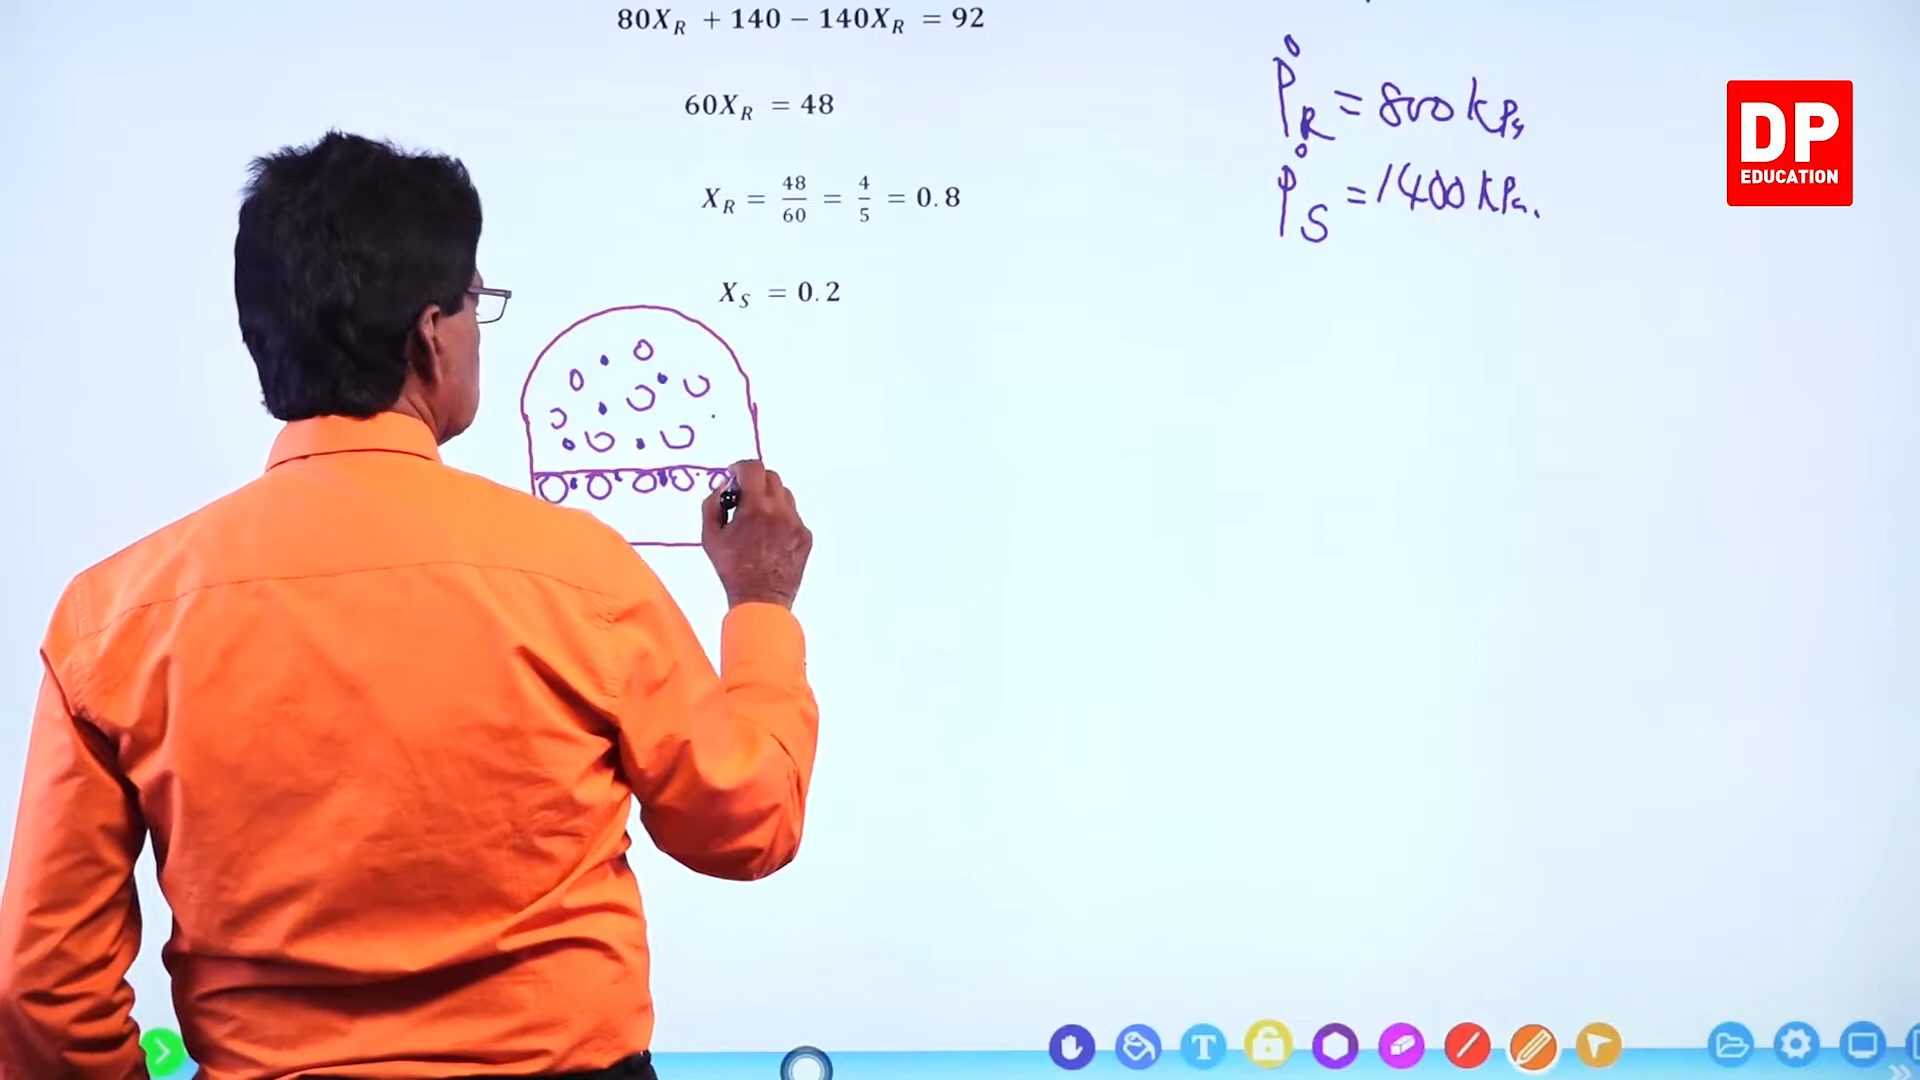 80X_R + 140 − 140X_R = 92
60X_R = 48
X_R = 48/60 = 4/5 = 0.8
X_S = 0.2
P°_R = 800 kPa
P°_S = 1400 kPa.
DP
EDUCATION
T